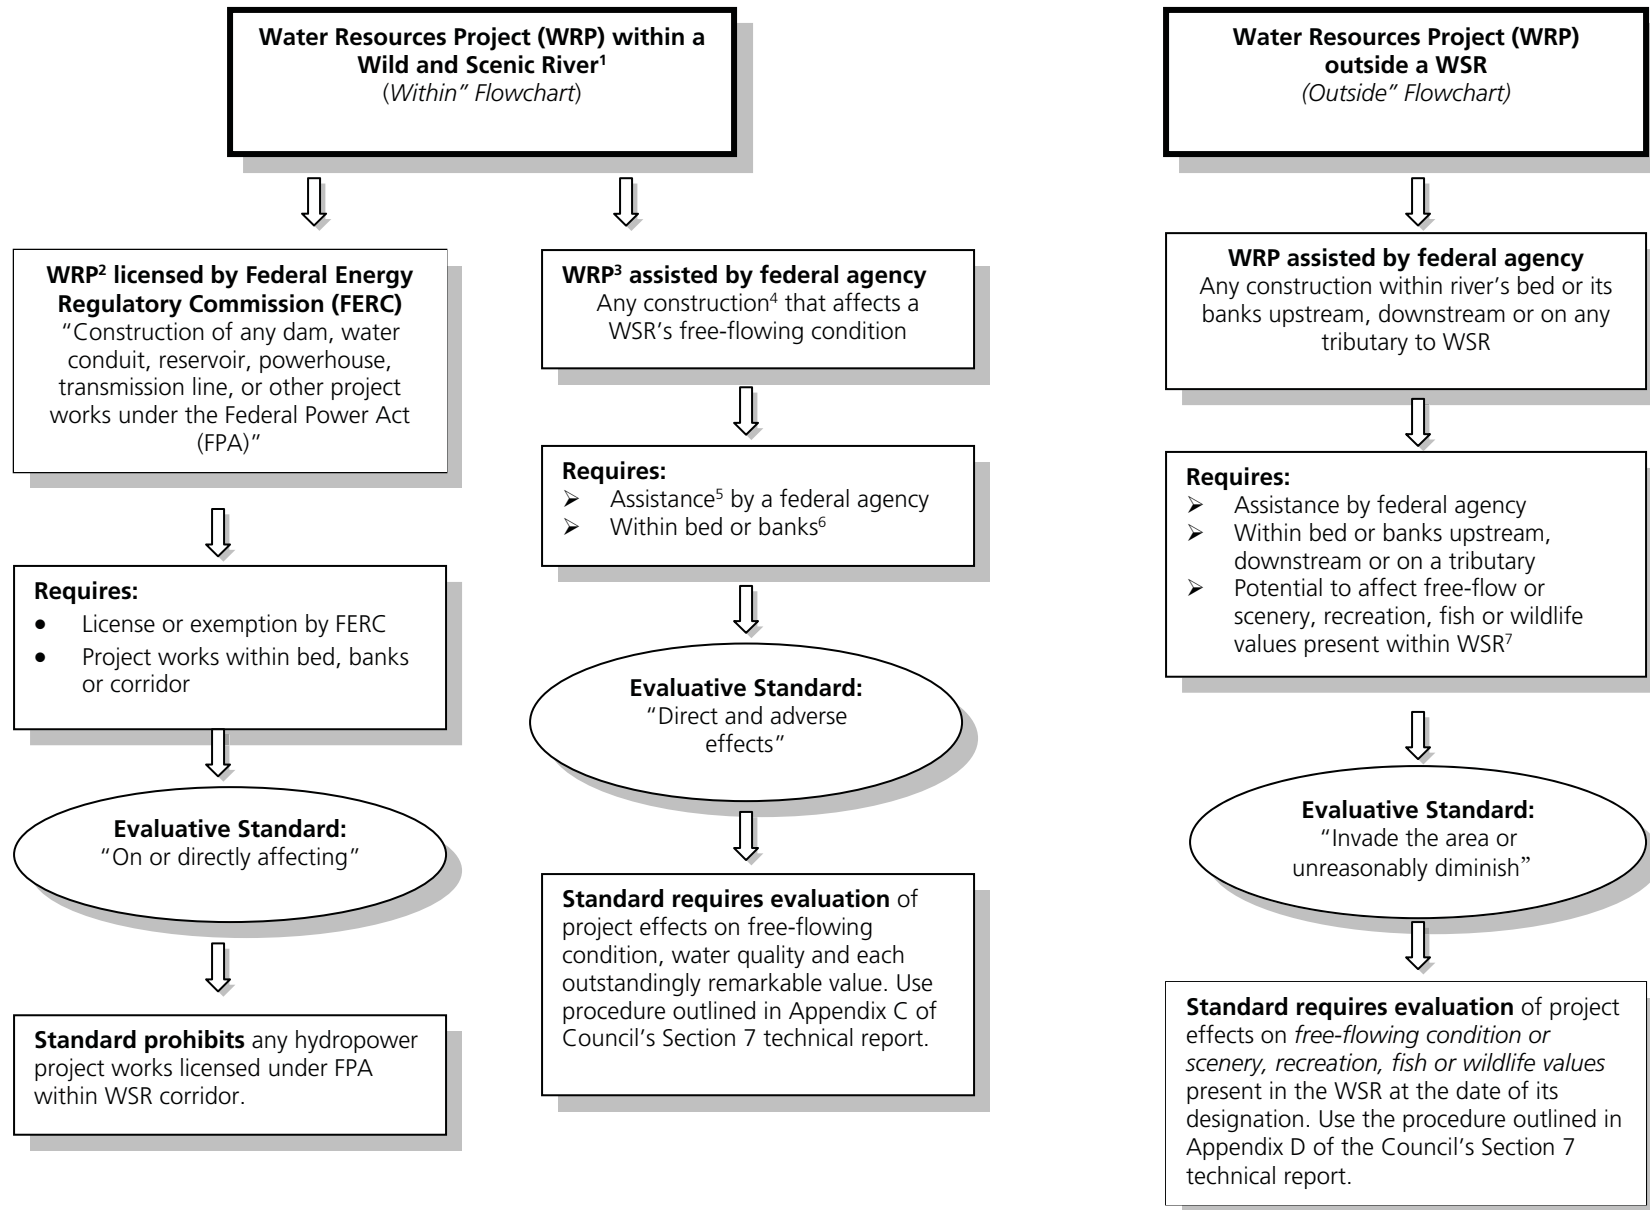 Water Resources Project (WRP) within a
Wild and Scenic River¹
(Within” Flowchart)
WRP² licensed by Federal Energy
Regulatory Commission (FERC)
“Construction of any dam, water
conduit, reservoir, powerhouse,
transmission line, or other project
works under the Federal Power Act
(FPA)”
Requires:
• License or exemption by FERC
• Project works within bed, banks
or corridor
Evaluative Standard:
“On or directly affecting”
Standard prohibits any hydropower
project works licensed under FPA
within WSR corridor.
WRP³ assisted by federal agency
Any construction⁴ that affects a
WSR’s free-flowing condition
Requires:
➢ Assistance⁵ by a federal agency
➢ Within bed or banks⁶
Evaluative Standard:
“Direct and adverse
effects”
Standard requires evaluation of
project effects on free-flowing
condition, water quality and each
outstandingly remarkable value. Use
procedure outlined in Appendix C of
Council’s Section 7 technical report.
Water Resources Project (WRP)
outside a WSR
(Outside” Flowchart)
WRP assisted by federal agency
Any construction within river’s bed or its
banks upstream, downstream or on any
tributary to WSR
Requires:
➢ Assistance by federal agency
➢ Within bed or banks upstream,
downstream or on a tributary
➢ Potential to affect free-flow or
scenery, recreation, fish or wildlife
values present within WSR⁷
Evaluative Standard:
“Invade the area or
unreasonably diminish”
Standard requires evaluation of project
effects on free-flowing condition or
scenery, recreation, fish or wildlife values
present in the WSR at the date of its
designation. Use the procedure outlined in
Appendix D of the Council’s Section 7
technical report.